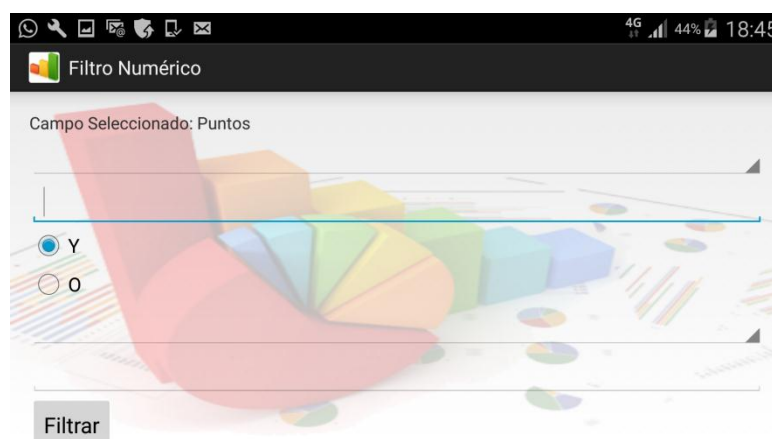 4G 44% 18:45
Filtro Numérico
Campo Seleccionado: Puntos
Y
O
Filtrar